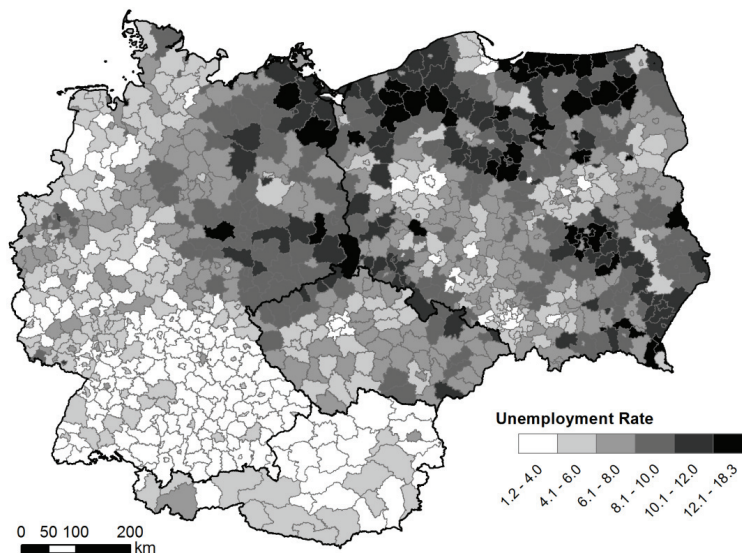 Unemployment Rate
1.2 - 4.0
4.1 - 6.0
6.1 - 8.0
8.1 - 10.0
10.1 - 12.0
12.1 - 18.3
0 50 100 200
km